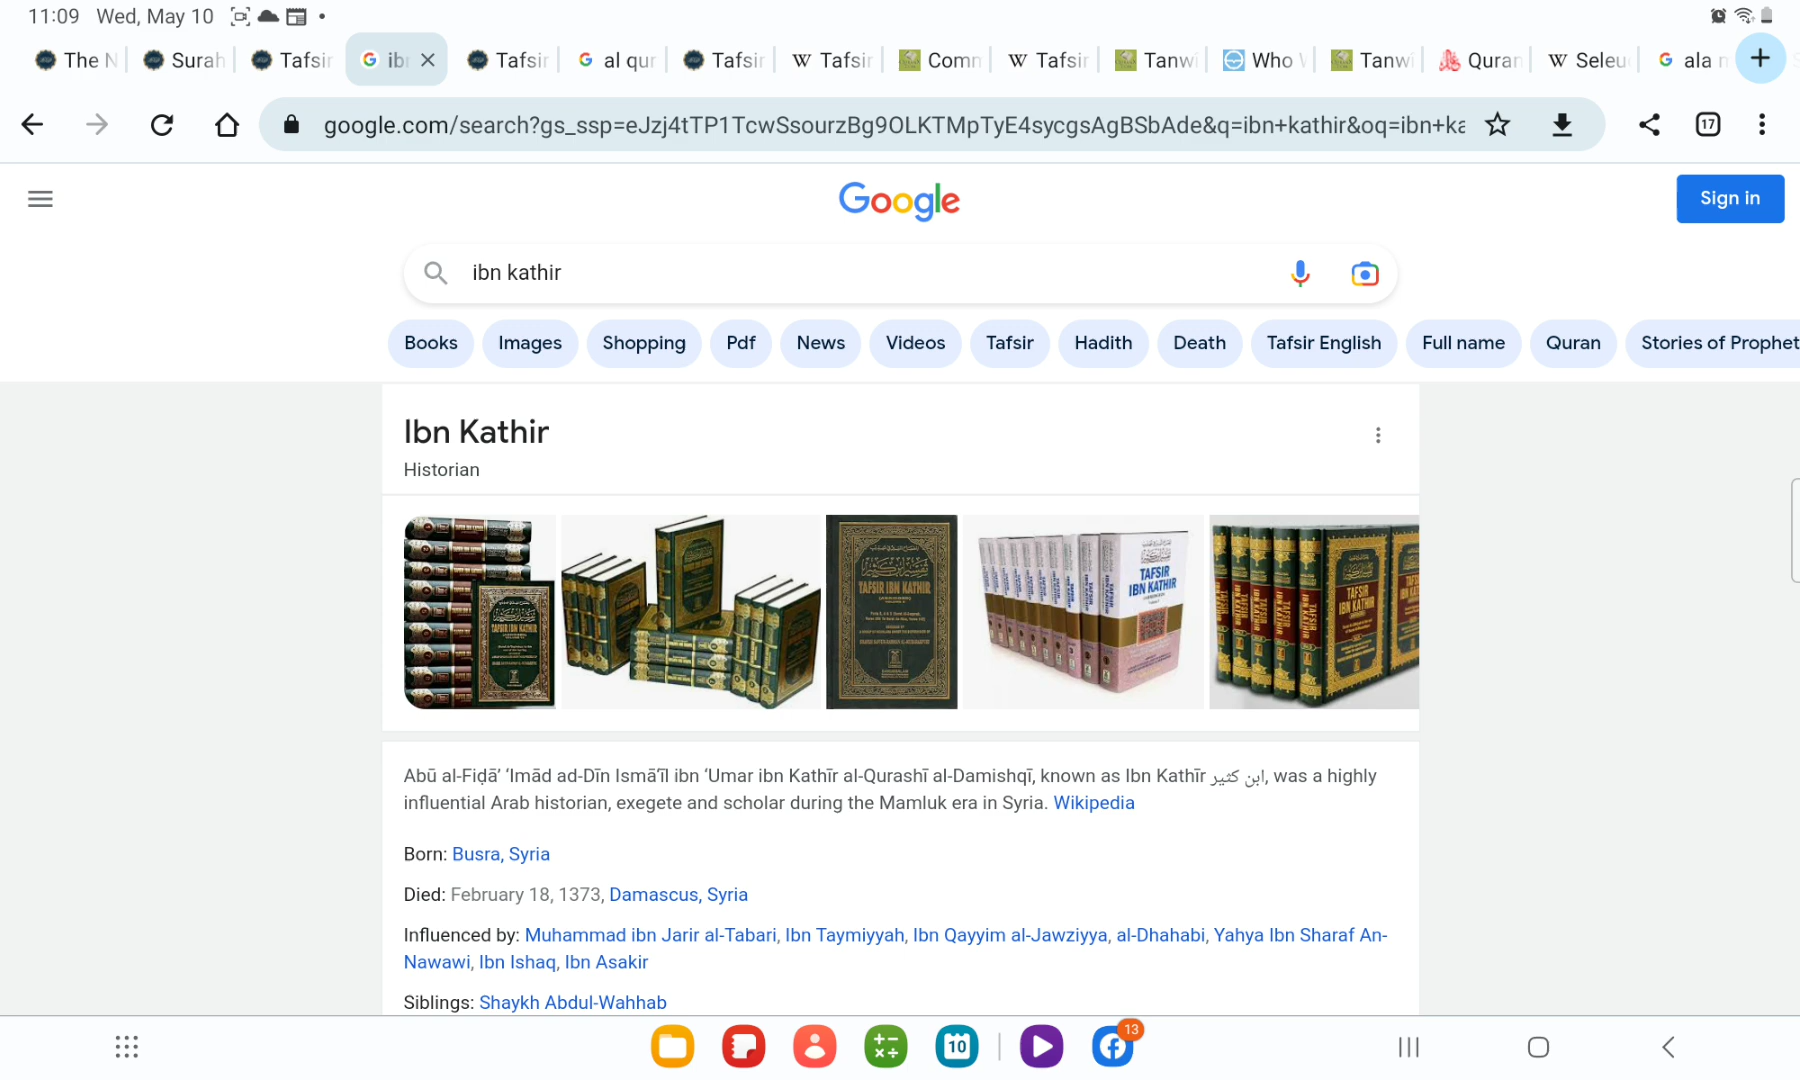 11:09 Wed, May 10
The N Surah Tafsir ib Tafsir al qur Tafsir Tafsir Comn Tafsir Tanwi Who Tanwi Quran Seleu ala
google.com/search?gs_ssp=eJzj4tTP1TcwSsourzBg9OLKTMpTyE4sycgsAgBSbAde&q=ibn+kathir&oq=ibn+ka
17
Google
Sign in
ibn kathir
Books Images Shopping Pdf News Videos Tafsir Hadith Death Tafsir English Full name Quran Stories of Prophet
Ibn Kathir
Historian
TAFSIR IBN KATHIR
TAFSIR IBN KATHIR
TAFSIR
IBN KATHIR
TAFSIR
IBN KATHIR
Abū al-Fiḍā’ ‘Imād ad-Dīn Ismā‘īl ibn ‘Umar ibn Kathīr al-Qurashī al-Damishqī, known as Ibn Kathīr ابن كثير, was a highly
influential Arab historian, exegete and scholar during the Mamluk era in Syria. Wikipedia
Born: Busra, Syria
Died: February 18, 1373, Damascus, Syria
Influenced by: Muhammad ibn Jarir al-Tabari, Ibn Taymiyyah, Ibn Qayyim al-Jawziyya, al-Dhahabi, Yahya Ibn Sharaf An-
Nawawi, Ibn Ishaq, Ibn Asakir
Siblings: Shaykh Abdul-Wahhab
10
13